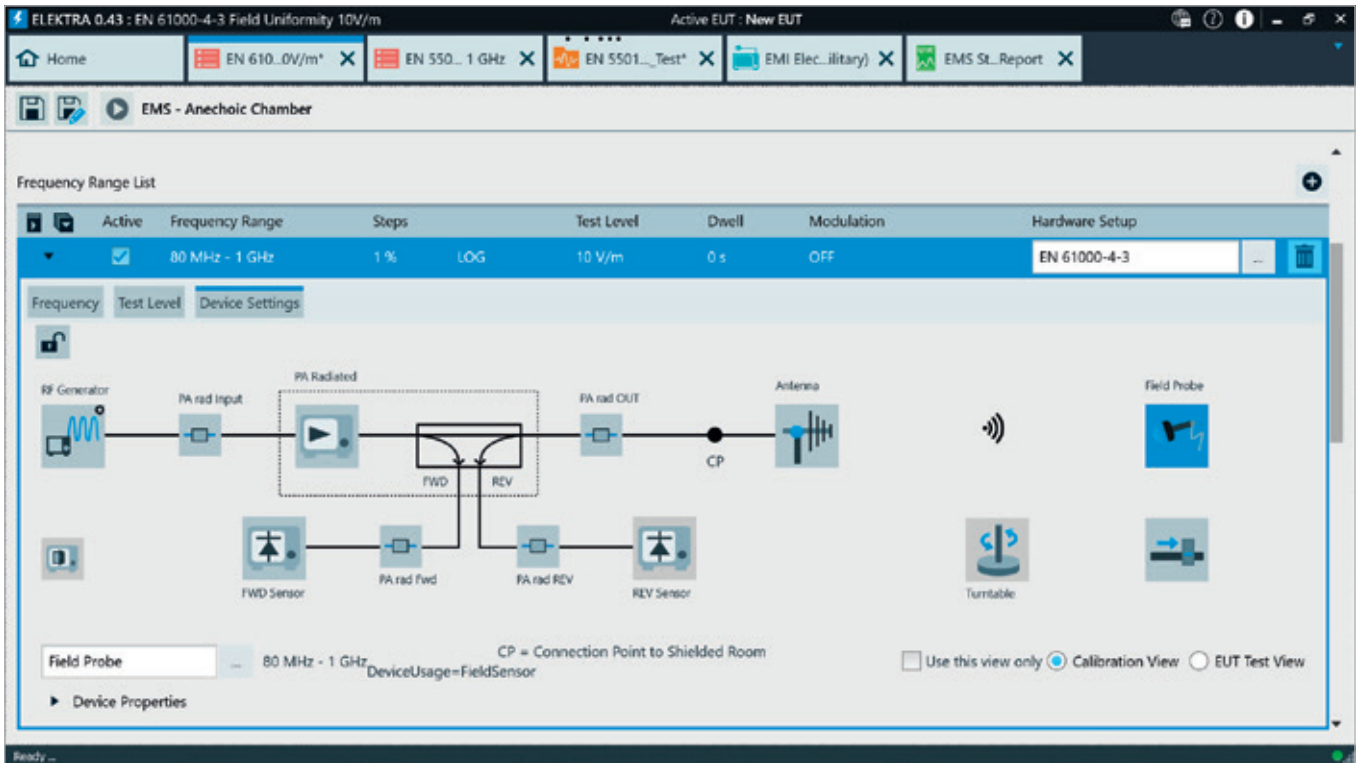 ELEKTRA 0.43 : EN 61000-4-3 Field Uniformity 10V/m Active EUT : New EUT
Home EN 610...0V/m* EN 550... 1 GHz EN 5501..._Test* EMI Elec...ilitary) EMS St...Report
EMS - Anechoic Chamber
Frequency Range List
Active Frequency Range Steps Test Level Dwell Modulation Hardware Setup
80 MHz - 1 GHz 1 % LOG 10 V/m 0 s OFF EN 61000-4-3 ...
Frequency Test Level Device Settings
RF Generator
PA rad Input
PA Radiated
PA rad OUT
Antenna
Field Probe
CP
FWD REV
FWD Sensor
PA rad Fwd
PA rad REV
REV Sensor
Turntable
Field Probe ... 80 MHz - 1 GHz
DeviceUsage=FieldSensor
CP = Connection Point to Shielded Room
Use this view only Calibration View EUT Test View
Device Properties
Ready ...